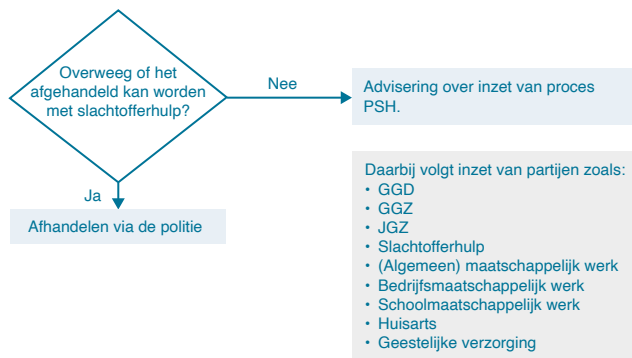 Overweeg of het
afgehandeld kan worden
met slachtofferhulp?
Nee
Advisering over inzet van proces
PSH.
Ja
Afhandelen via de politie
Daarbij volgt inzet van partijen zoals:
• GGD
• GGZ
• JGZ
• Slachtofferhulp
• (Algemeen) maatschappelijk werk
• Bedrijfsmaatschappelijk werk
• Schoolmaatschappelijk werk
• Huisarts
• Geestelijke verzorging